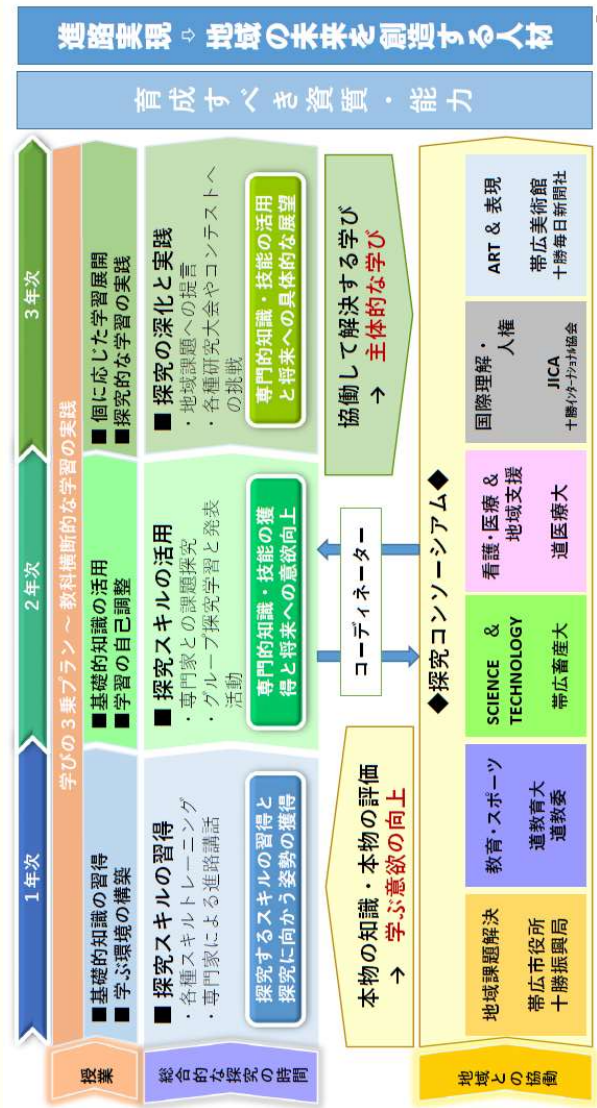 1年次
2年次
3年次
学びの3乗プラン ~ 教科横断的な学習の実践
授業
■基礎的知識の習得
■学ぶ環境の構築
■基礎的知識の活用
■学習の自己調整
■個に応じた学習展開
■探究的な学習の実践
総合的な探究の時間
■ 探究スキルの習得
・各種スキルトレーニング
・専門家による進路講話
探究するスキルの習得と
探究に向かう姿勢の獲得
■ 探究スキルの活用
・専門家との課題探究
・グループ探究学習と発表
活動
専門的知識・技能の獲
得と将来への意欲向上
■ 探究の深化と実践
・地域課題への提言
・各種研究大会やコンテストへ
の挑戦
専門的知識・技能の活用
と将来への具体的な展望
本物の知識・本物の評価
→ 学ぶ意欲の向上
コーディネーター
協働して解決する学び
→ 主体的な学び
地域との協働
◆探究コンソーシアム◆
地域課題解決
帯広市役所
十勝振興局
教育・スポーツ
道教育大
道教委
SCIENCE &
TECHNOLOGY
帯広畜産大
看護・医療 &
地域支援
道医療大
国際理解・
人権
JICA
十勝インターナショナル協会
ART & 表現
帯広美術館
十勝毎日新聞社
育成すべき資質・能力
進路実現 ⇨ 地域の未来を創造する人材